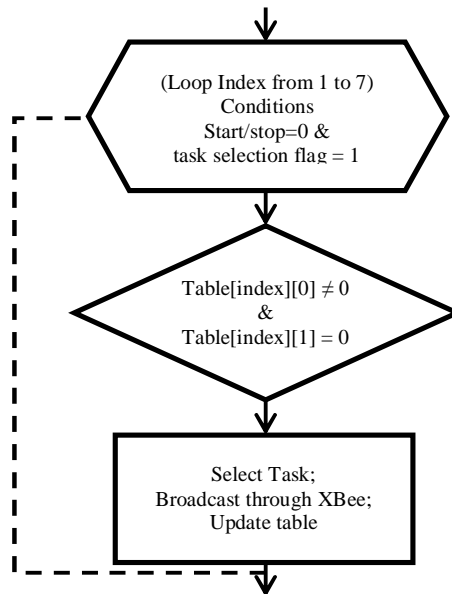 (Loop Index from 1 to 7)
Conditions
Start/stop=0 &
task selection flag = 1
Table[index][0] ≠ 0
&
Table[index][1] = 0
Select Task;
Broadcast through XBee;
Update table